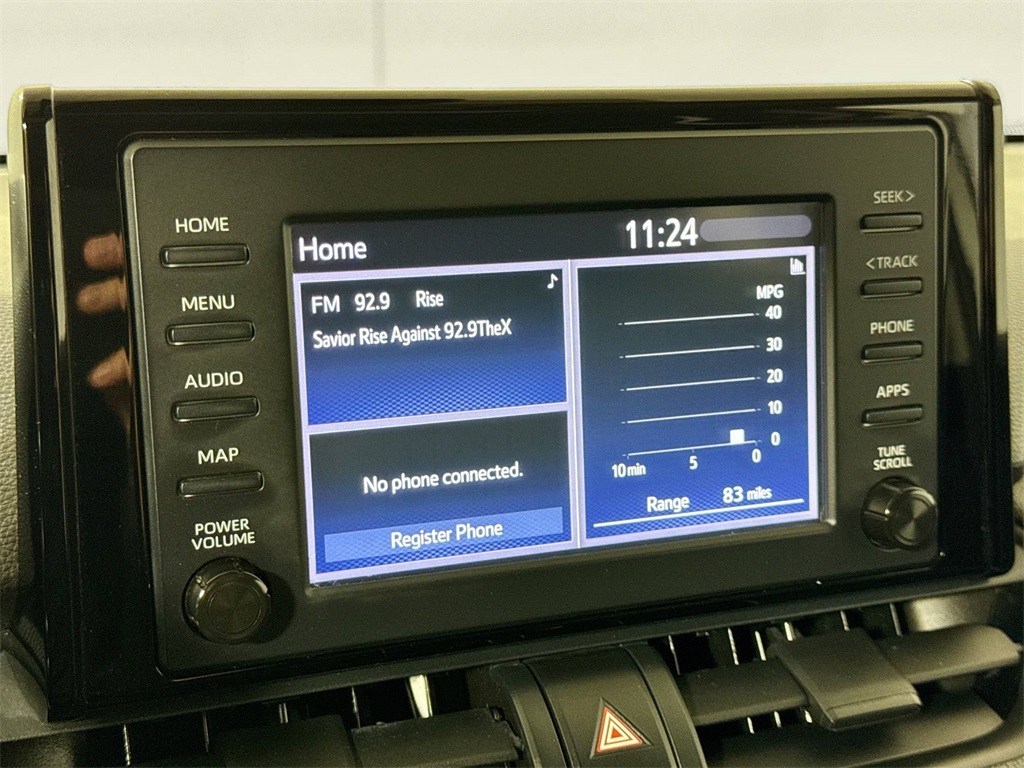 HOME
MENU
AUDIO
MAP
POWER
VOLUME
Home
11:24
FM 92.9 Rise
Savior Rise Against 92.9TheX
No phone connected.
Register Phone
MPG
40
30
20
10
0
10 min 5 0
Range 83 miles
SEEK >
< TRACK
PHONE
APPS
TUNE
SCROLL